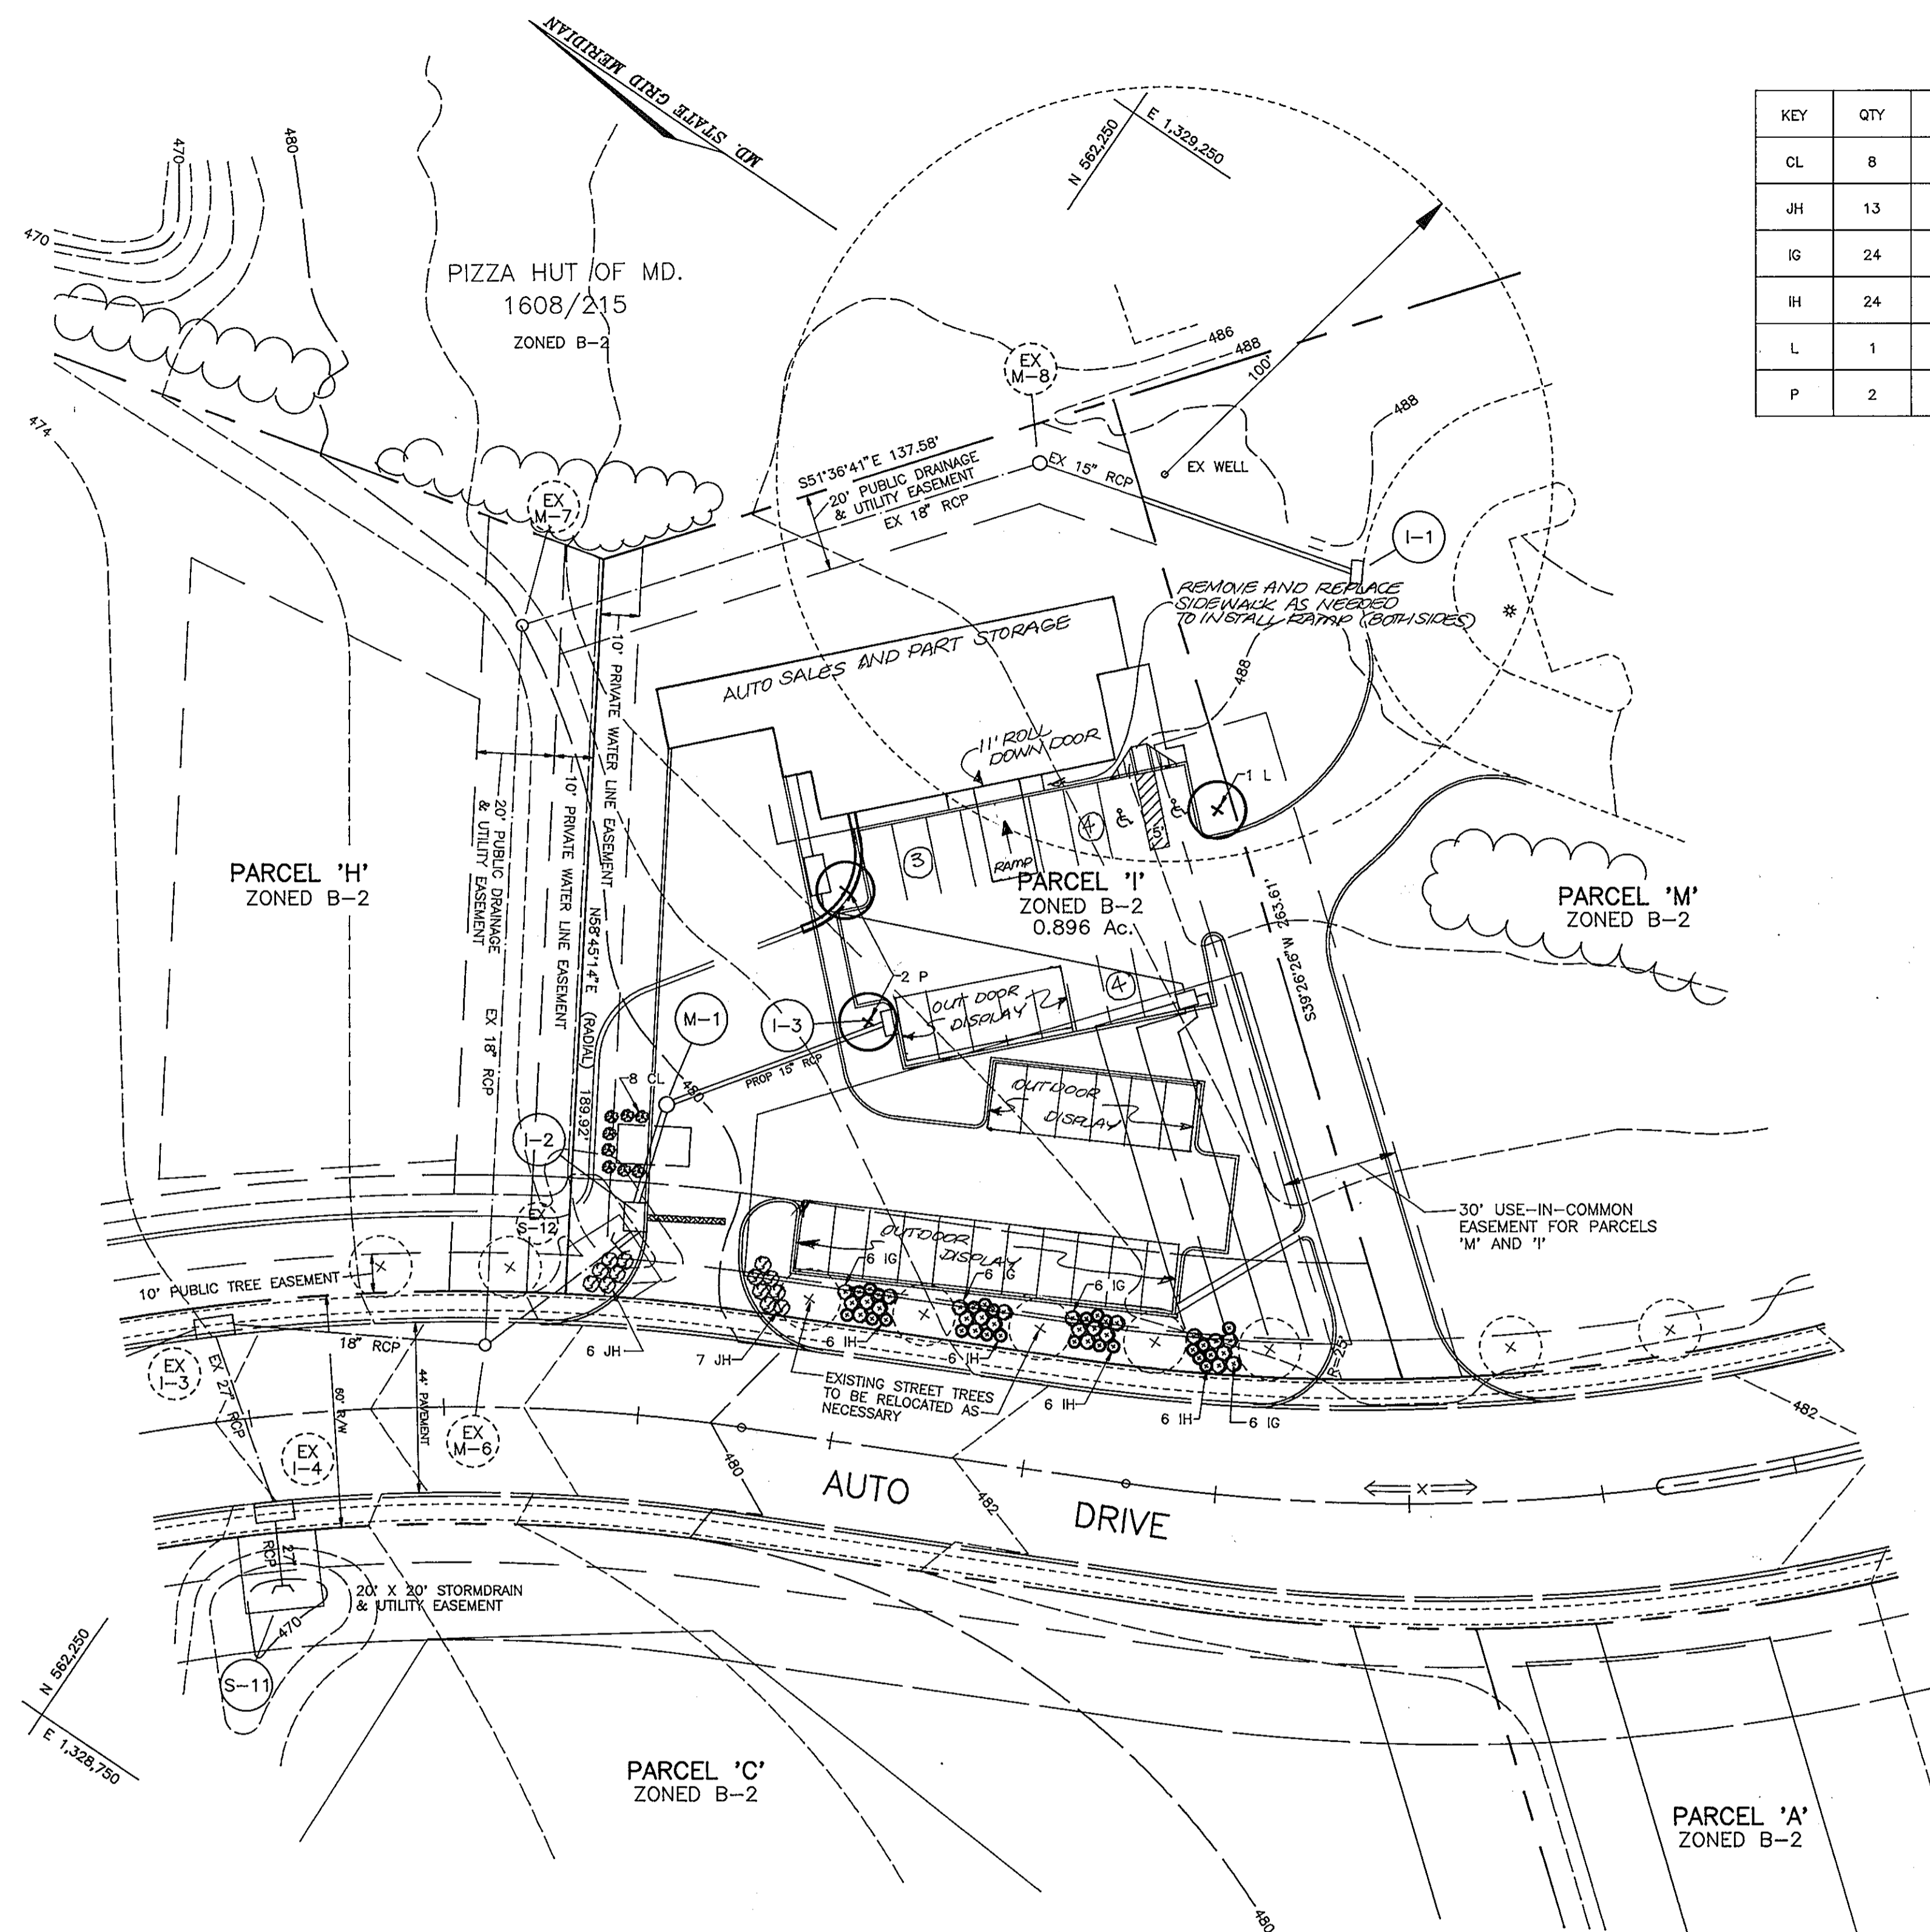 MD. STATE GRID MERIDIAN
N 562,250
E 1,329,250
KEY QTY
CL 8
JH 13
IG 24
IH 24
L 1
P 2
470
480
470
474
PIZZA HUT OF MD.
1608/215
ZONED B-2
EX
M-8
486
488
100'
488
S51°36'41"E 137.58'
20' PUBLIC DRAINAGE
& UTILITY EASEMENT
EX 18" RCP
EX 15" RCP
EX WELL
EX
M-7
I-1
REMOVE AND REPLACE
SIDEWALK AS NEEDED
TO INSTALL RAMP (BOTH SIDES)
AUTO SALES AND PART STORAGE
488
11' ROLL
DOWN DOOR
1 L
10' PRIVATE WATER LINE EASEMENT
10' PRIVATE WATER LINE EASEMENT
20' PUBLIC DRAINAGE
& UTILITY EASEMENT
EX 18" RCP
N58°45'14"E (RADIAL) 189.92'
PARCEL 'H'
ZONED B-2
3
RAMP
4
5'
PARCEL 'I'
ZONED B-2
0.896 Ac.
S39°26'26"W 263.61'
PARCEL 'M'
ZONED B-2
2 P
M-1
I-3
OUT DOOR
DISPLAY
4
PROP 15" RCP
480
8 CL
I-2
OUTDOOR
DISPLAY
EX
S-12
30' USE-IN-COMMON
EASEMENT FOR PARCELS
'M' AND 'I'
OUTDOOR
DISPLAY
10' PUBLIC TREE EASEMENT
6 IG
6 IG
6 IG
18" RCP
6 JH
7 JH
6 IH
6 IH
6 IH
6 IH
6 IG
R=25'
EX
I-3
EX 27" RCP
60' R/W
44' PAVEMENT
EXISTING STREET TREES
TO BE RELOCATED AS
NECESSARY
EX
M-6
EX
I-4
480
482
482
AUTO DRIVE
27"
RCP
20' X 20' STORMDRAIN
& UTILITY EASEMENT
470
S-11
N 562,250
E 1,328,750
PARCEL 'C'
ZONED B-2
PARCEL 'A'
ZONED B-2
480